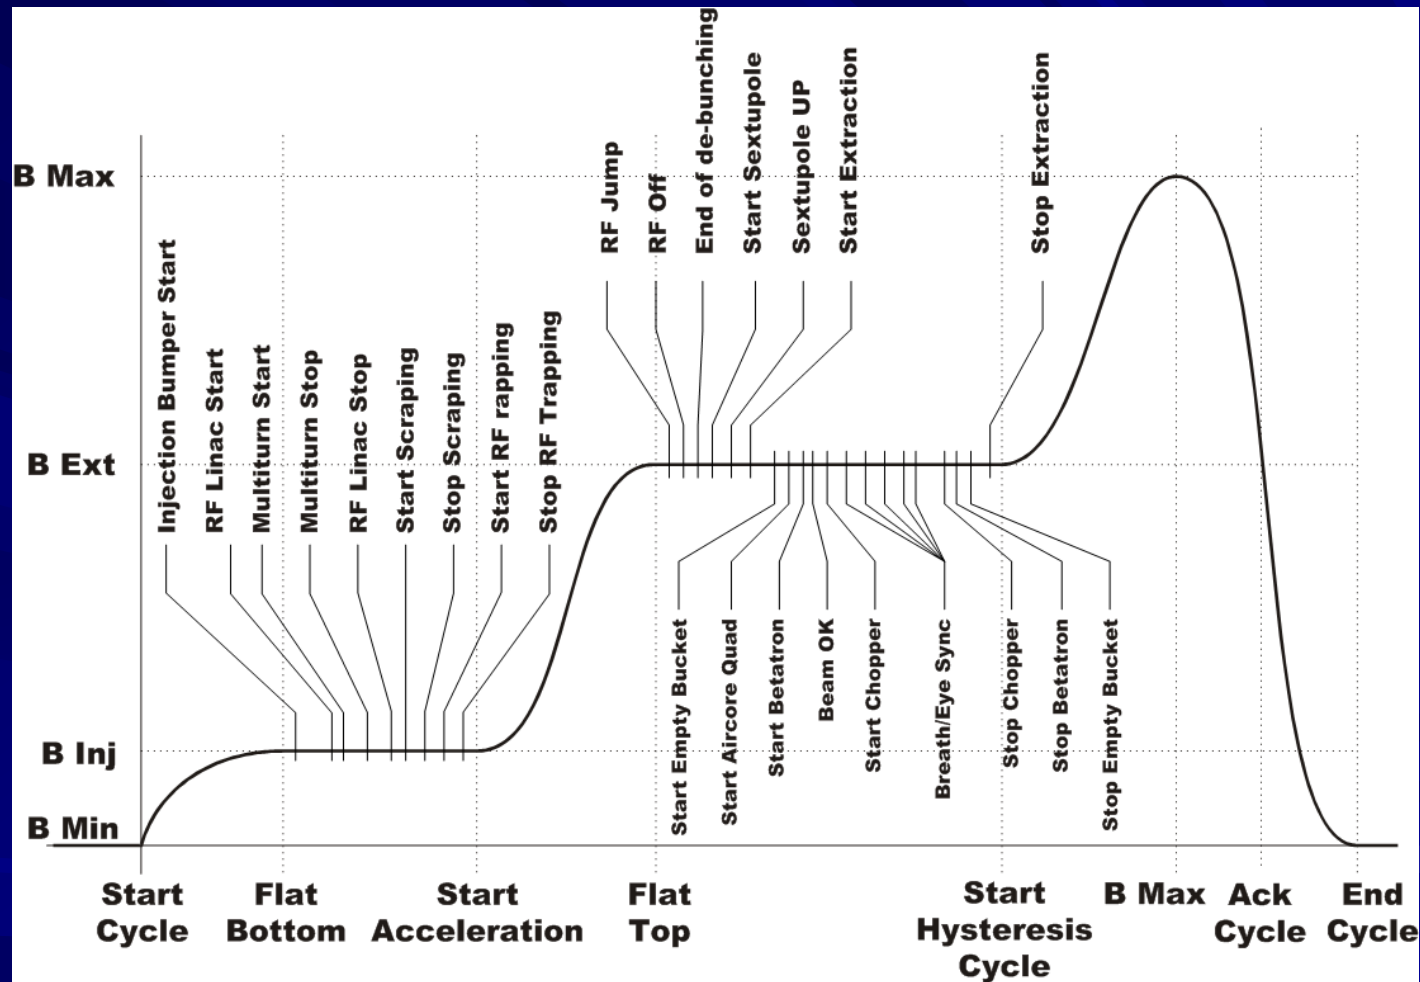 B Max
B Ext
B Inj
B Min
Injection Bumper Start
RF Linac Start
Multiturn Start
Multiturn Stop
RF Linac Stop
Start Scraping
Stop Scraping
Start RF rapping
Stop RF Trapping
RF Jump
RF Off
End of de-bunching
Start Sextupole
Sextupole UP
Start Extraction
Stop Extraction
Start Empty Bucket
Start Aircore Quad
Start Betatron
Beam OK
Start Chopper
Breath/Eye Sync
Stop Chopper
Stop Betatron
Stop Empty Bucket
Start
Cycle
Flat
Bottom
Start
Acceleration
Flat
Top
Start
Hysteresis
Cycle
B Max
Ack
Cycle
End
Cycle